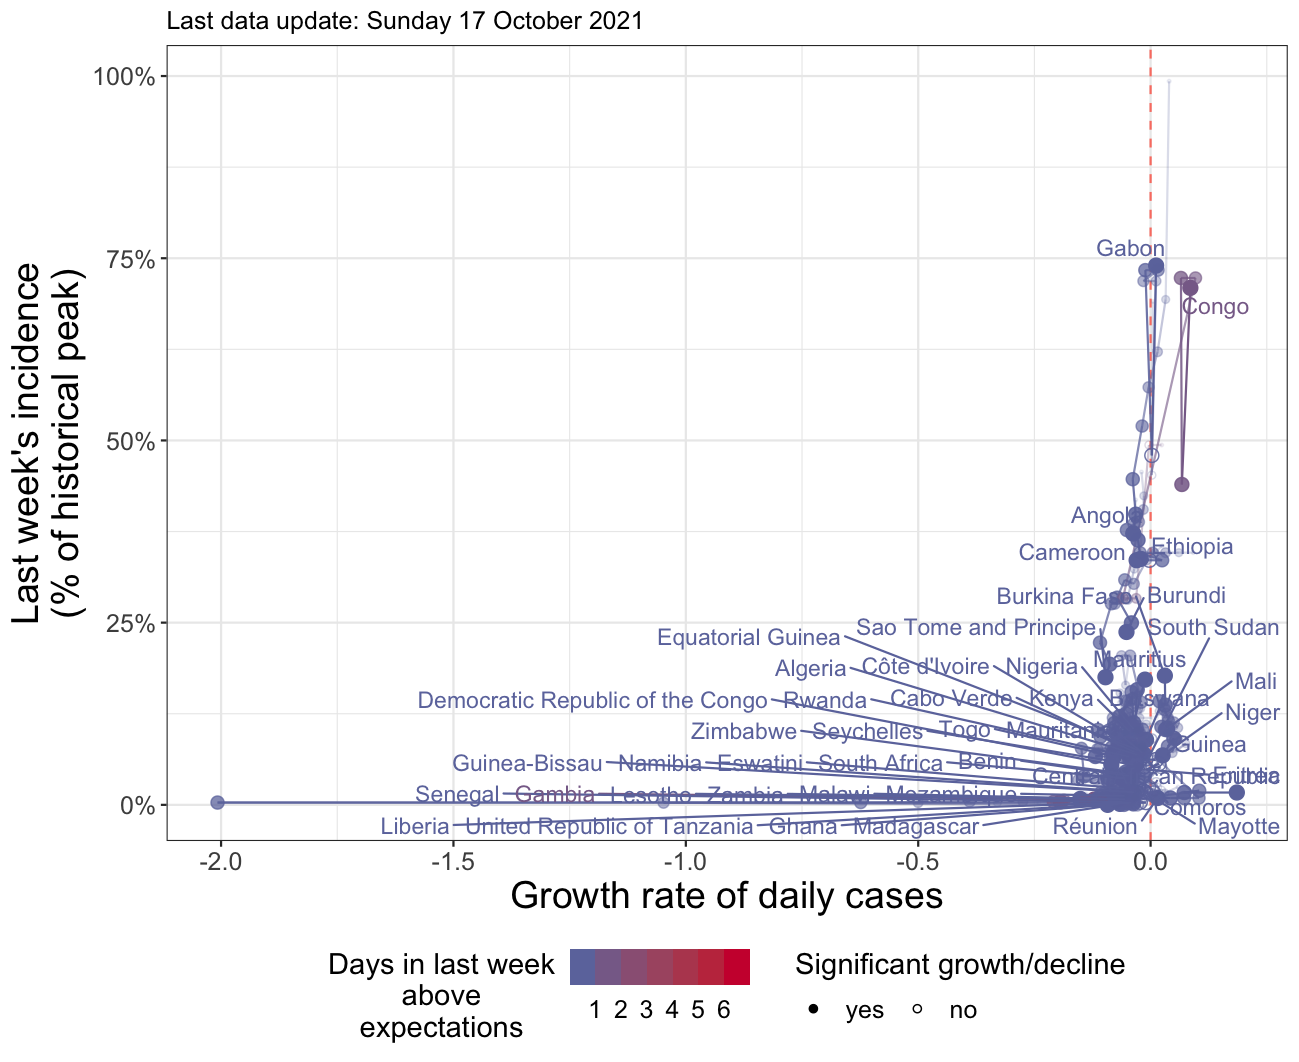 Last data update: Sunday 17 October 2021
Last week's incidence
(% of historical peak)
100%
75%
50%
25%
0%
Gabon
Congo
Angola
Cameroon
Ethiopia
Burkina Faso
Burundi
Sao Tome and Principe
South Sudan
Equatorial Guinea
Algeria
Côte d'Ivoire
Nigeria
Mauritius
Mali
Democratic Republic of the Congo
Rwanda
Cabo Verde
Kenya
Botswana
Niger
Zimbabwe
Seychelles
Togo
Mauritania
Guinea
Guinea-Bissau
Namibia
Eswatini
South Africa
Benin
Central African Republic
Eritrea
Senegal
Gambia
Lesotho
Zambia
Malawi
Mozambique
Comoros
Liberia
United Republic of Tanzania
Ghana
Madagascar
Réunion
Mayotte
-2.0
-1.5
-1.0
-0.5
0.0
Growth rate of daily cases
Days in last week
above
expectations
1 2 3 4 5 6
Significant growth/decline
yes
no